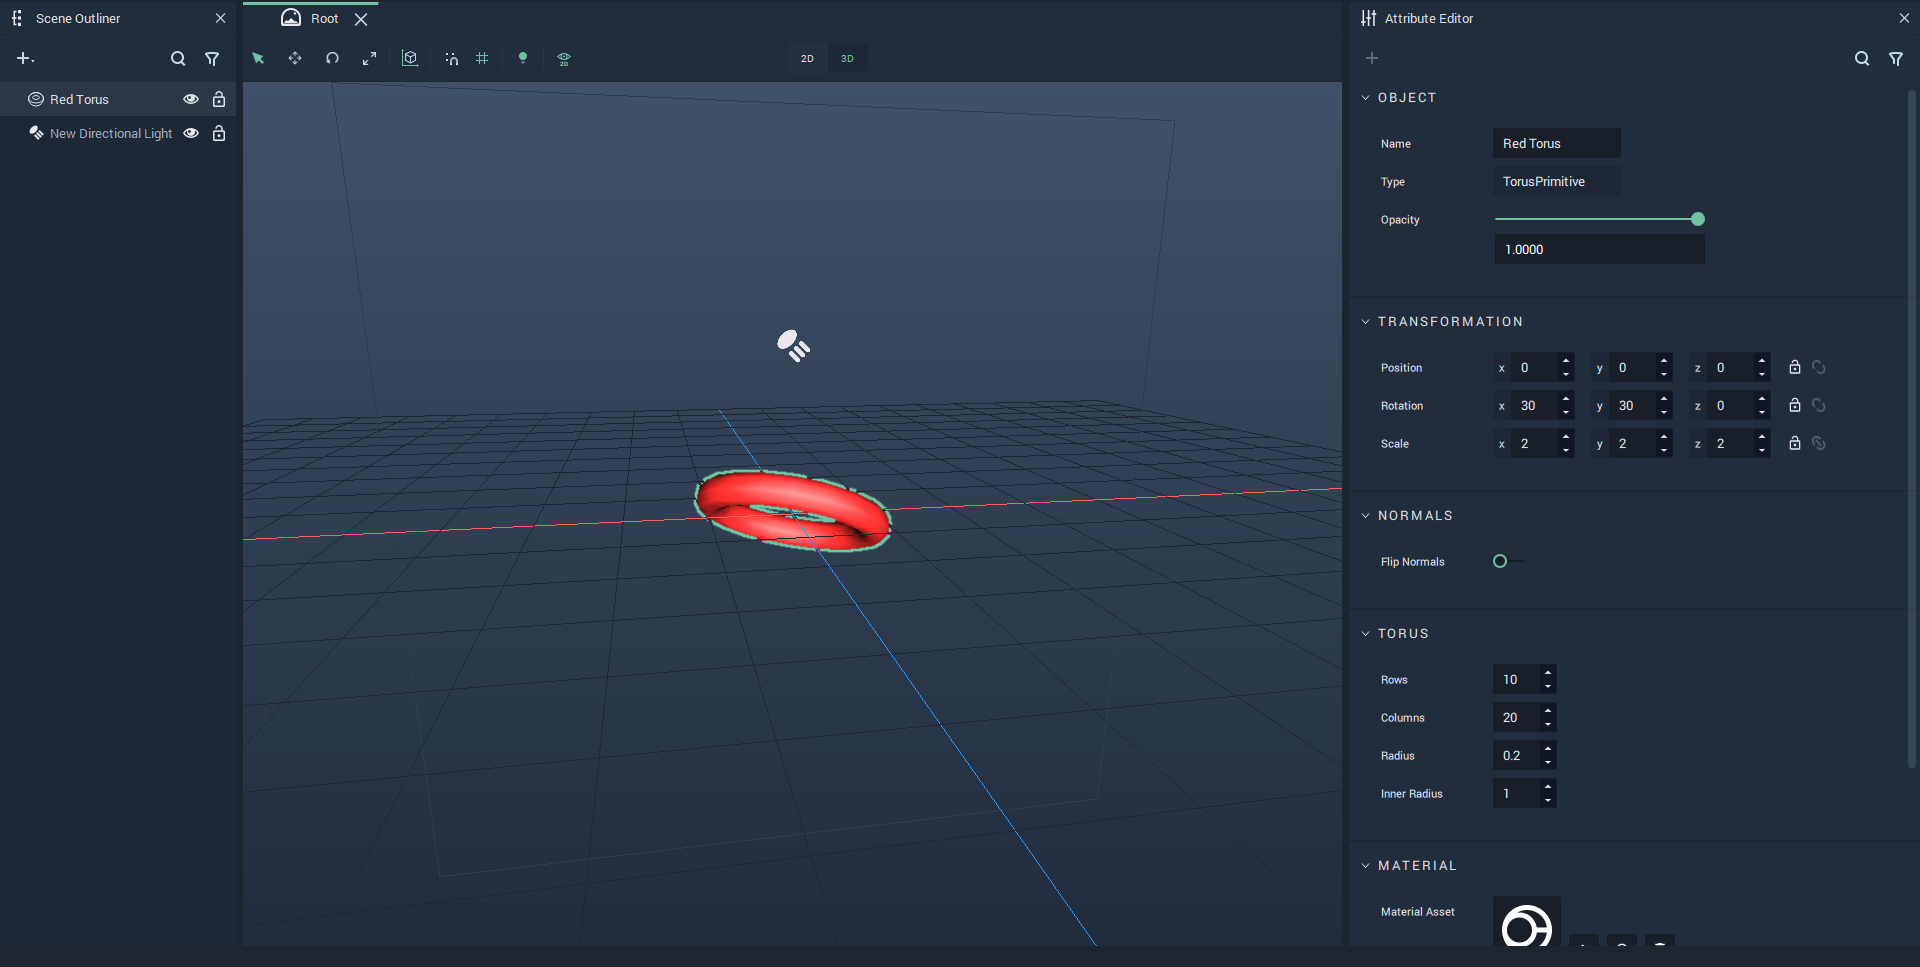 Scene Outliner
Root
2D
3D
Red Torus
New Directional Light
2D
Attribute Editor
OBJECT
Name Red Torus
Type TorusPrimitive
Opacity
1.0000
TRANSFORMATION
Position x 0 y 0 z 0
Rotation x 30 y 30 z 0
Scale x 2 y 2 z 2
NORMALS
Flip Normals
TORUS
Rows 10
Columns 20
Radius 0.2
Inner Radius 1
MATERIAL
Material Asset